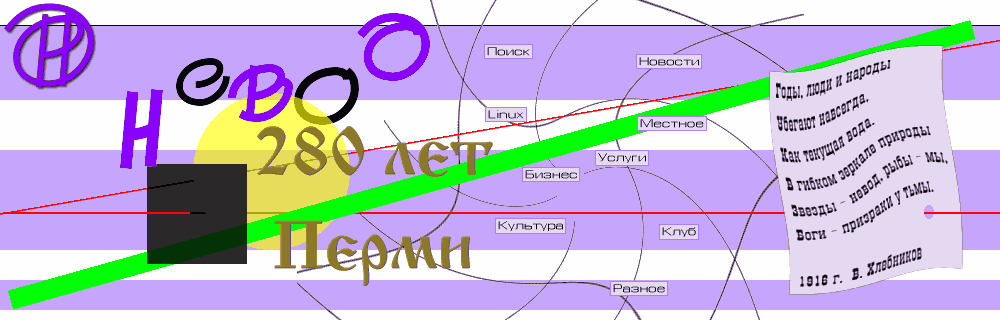 НеВОО
280 лет
Перми
Поиск
Новости
Linux
Местное
Услуги
Бизнес
Культура
Клуб
Разное
Годы, люди и народы
Убегают навсегда,
Как текущая вода.
В гибком зеркале природы
Звезды – невод, рыбы – мы,
Боги – призраки у тьмы.
1916 г. В. Хлебников